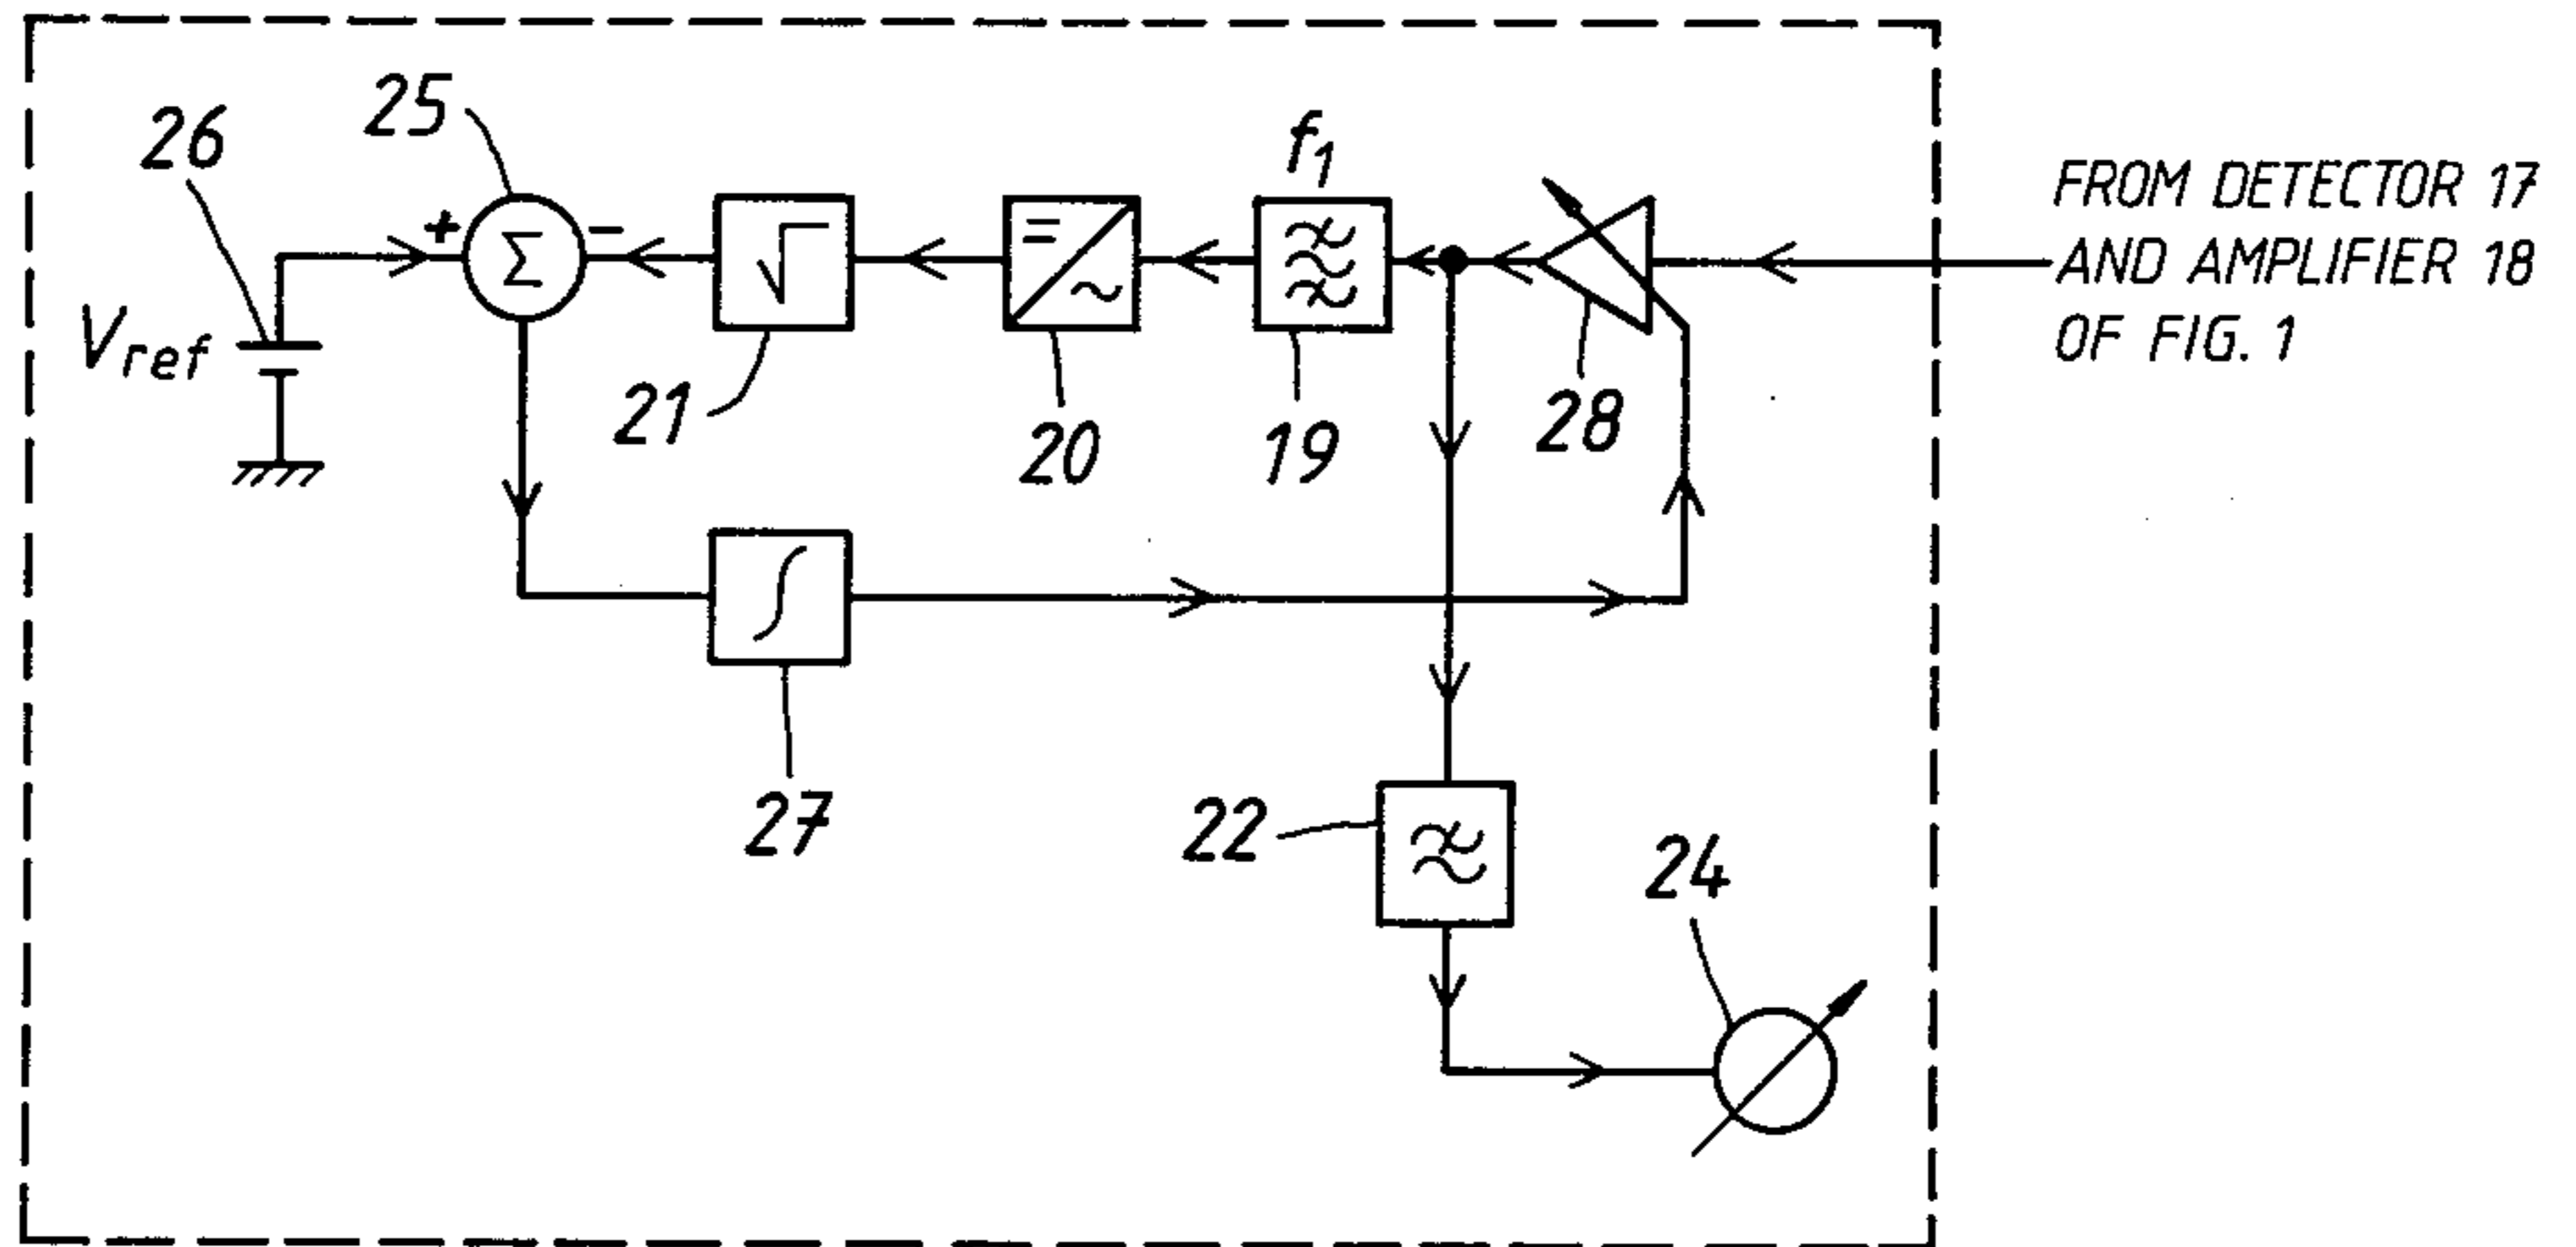 25
26
f1
FROM DETECTOR 17
+
Σ
-
AND AMPLIFIER 18
Vref
OF FIG. 1
21
20
19
28
27
22
24